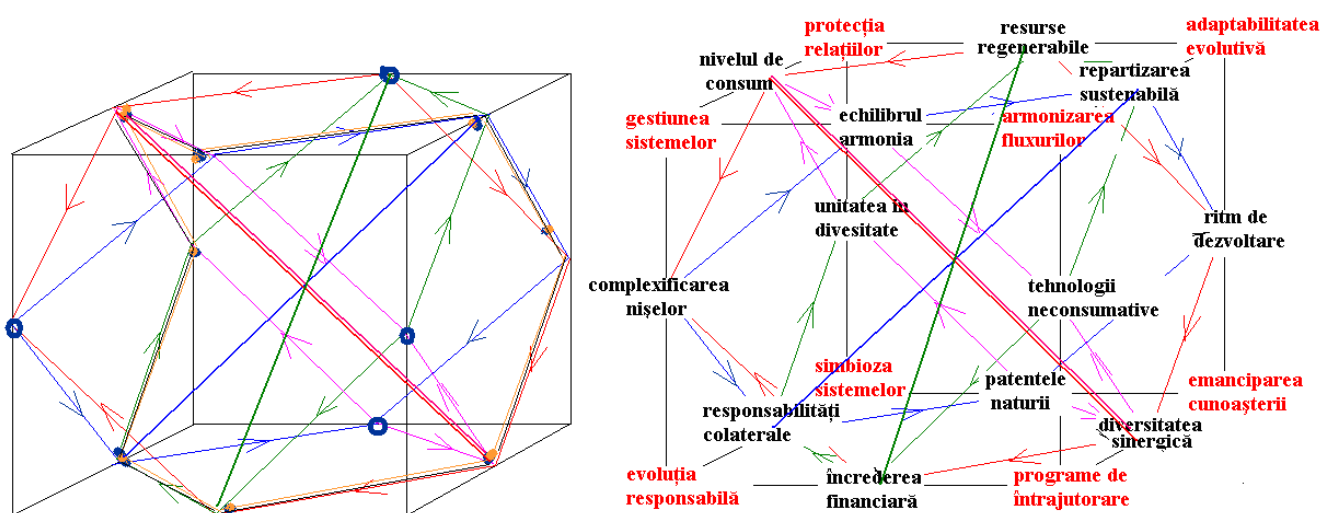 protecția
relațiilor
resurse
regenerabile
adaptabilitatea
evolutivă
nivelul de
consum
repartizarea
sustenabilă
gestiunea
sistemelor
echilibrul
armonia
armonizarea
fluxurilor
unitatea in
divesitate
ritm de
dezvoltare
complexificarea
nișelor
tehnologii
neconsumative
simbioza
sistemelor
patentele
naturii
emanciparea
cunoașterii
responsabilități
colaterale
diversitatea
sinergică
evoluția
responsabilă
încrederea
financiară
programe de
întrajutorare